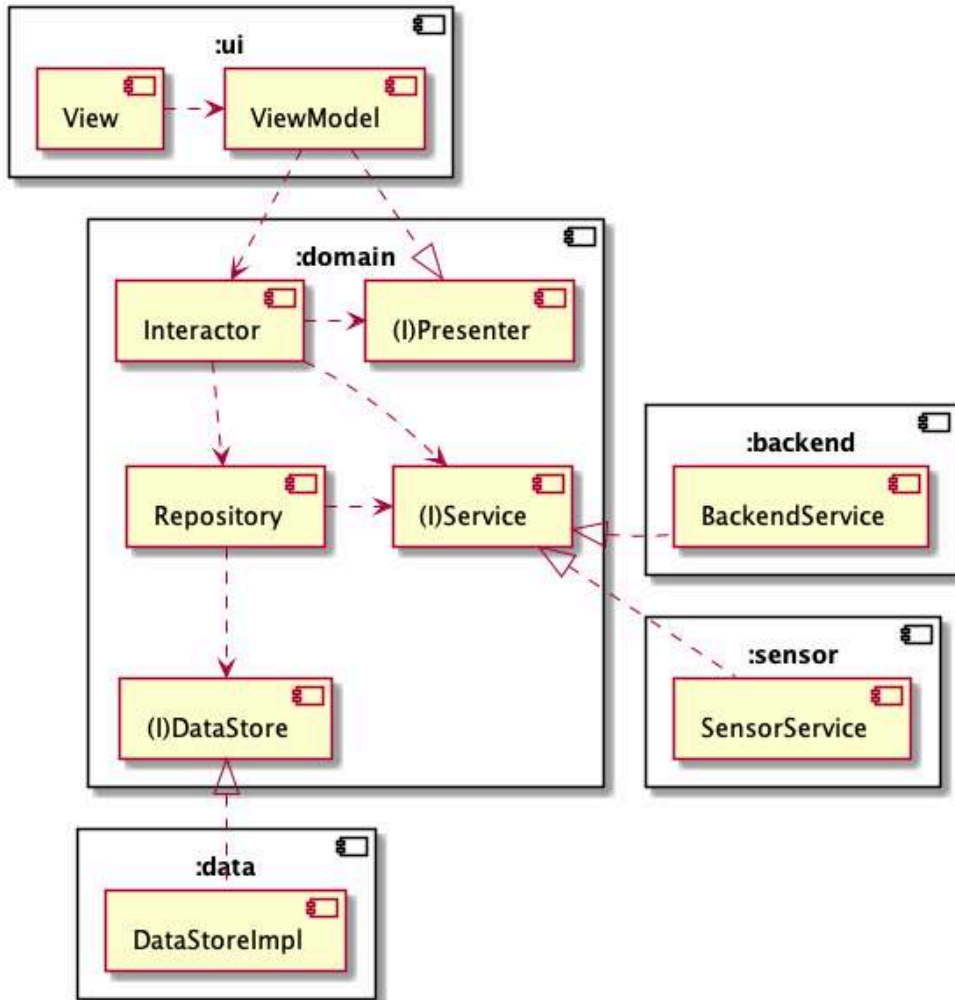 :ui
View
ViewModel
:domain
Interactor
(I)Presenter
Repository
(I)Service
:backend
BackendService
:sensor
SensorService
(I)DataStore
:data
DataStoreImpl